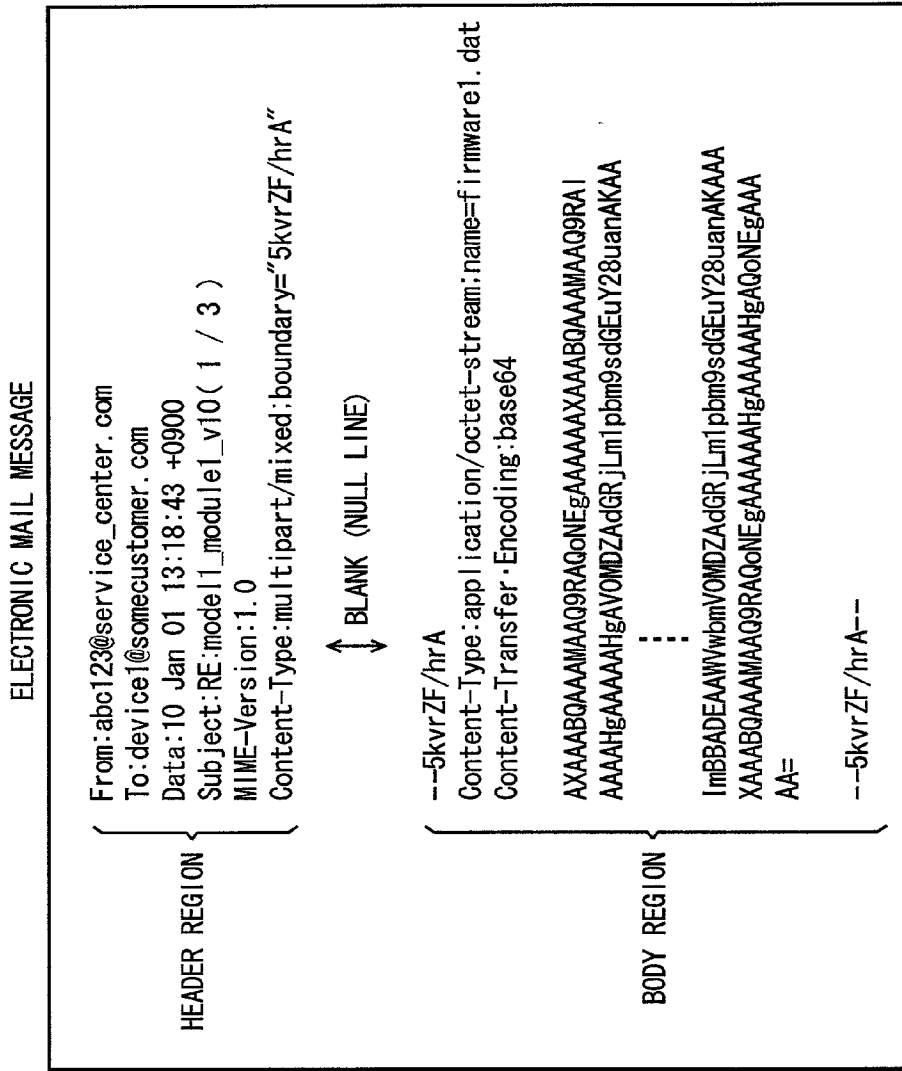 ELECTRONIC MAIL MESSAGE
HEADER REGION
From:abc123@service_center.com
To:device1@somecustomer.com
Data:10 Jan 01 13:18:43 +0900
Subject:RE:model1_module1_v10( 1 / 3 )
MIME-Version:1.0
Content-Type:multipart/mixed:boundary="5kvrZF/hrA"
BLANK (NULL LINE)
BODY REGION
--5kvrZF/hrA
Content-Type:application/octet-stream;name=firmware1.dat
Content-Transfer·Encoding:base64
AXAAABQAAAMAAQ9RAQoNEgAAAAAAXAAABQAAAMAAQ9RAl
AAAAHgAAAAAHgAVOMDZAdGRjLm1pbm9sdGEuY28uanAKAA
ImBBADEAAWVwbmVOMDZAdGRjLm1pbm9sdGEuY28uanAKAAA
XAAABQAAAMAAQ9RAQoNEgAAAAAAHgAAAAAHgAQoNEgAAA
AA=
--5kvrZF/hrA--